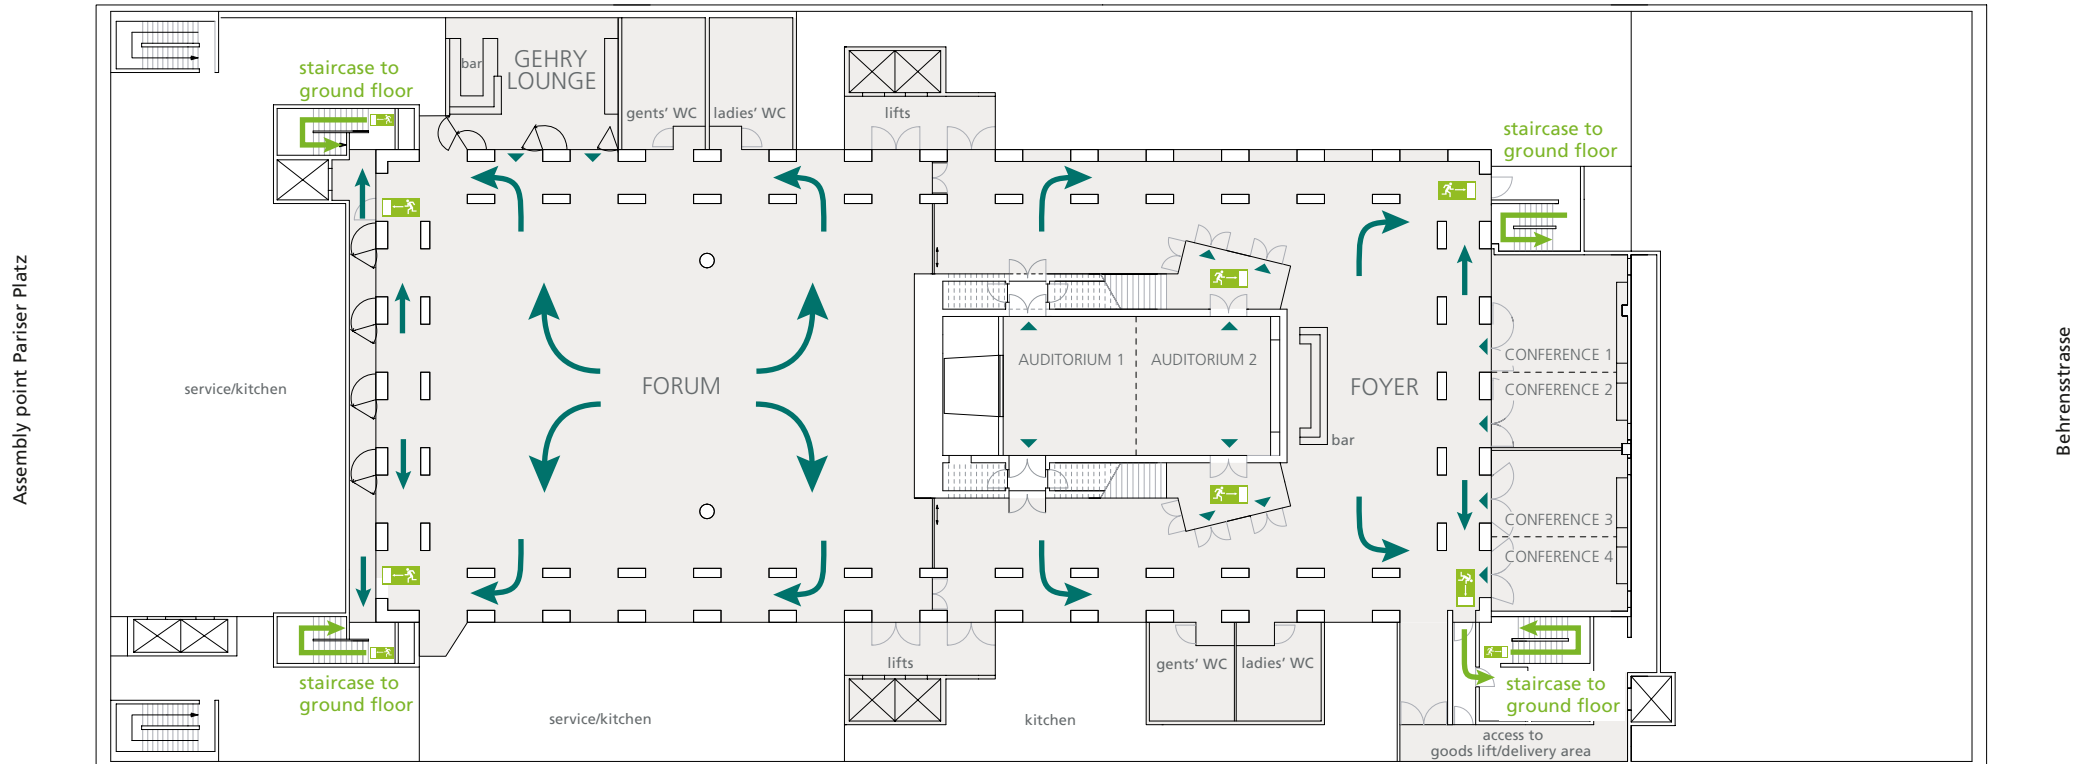 Assembly point Pariser Platz
staircase to
ground floor
bar
GEHRY
LOUNGE
gents’ WC
ladies’ WC
lifts
staircase to
ground floor
service/kitchen
FORUM
AUDITORIUM 1
AUDITORIUM 2
FOYER
bar
CONFERENCE 1
CONFERENCE 2
CONFERENCE 3
CONFERENCE 4
Behrensstrasse
staircase to
ground floor
service/kitchen
lifts
kitchen
gents’ WC
ladies’ WC
staircase to
ground floor
access to
goods lift/delivery area